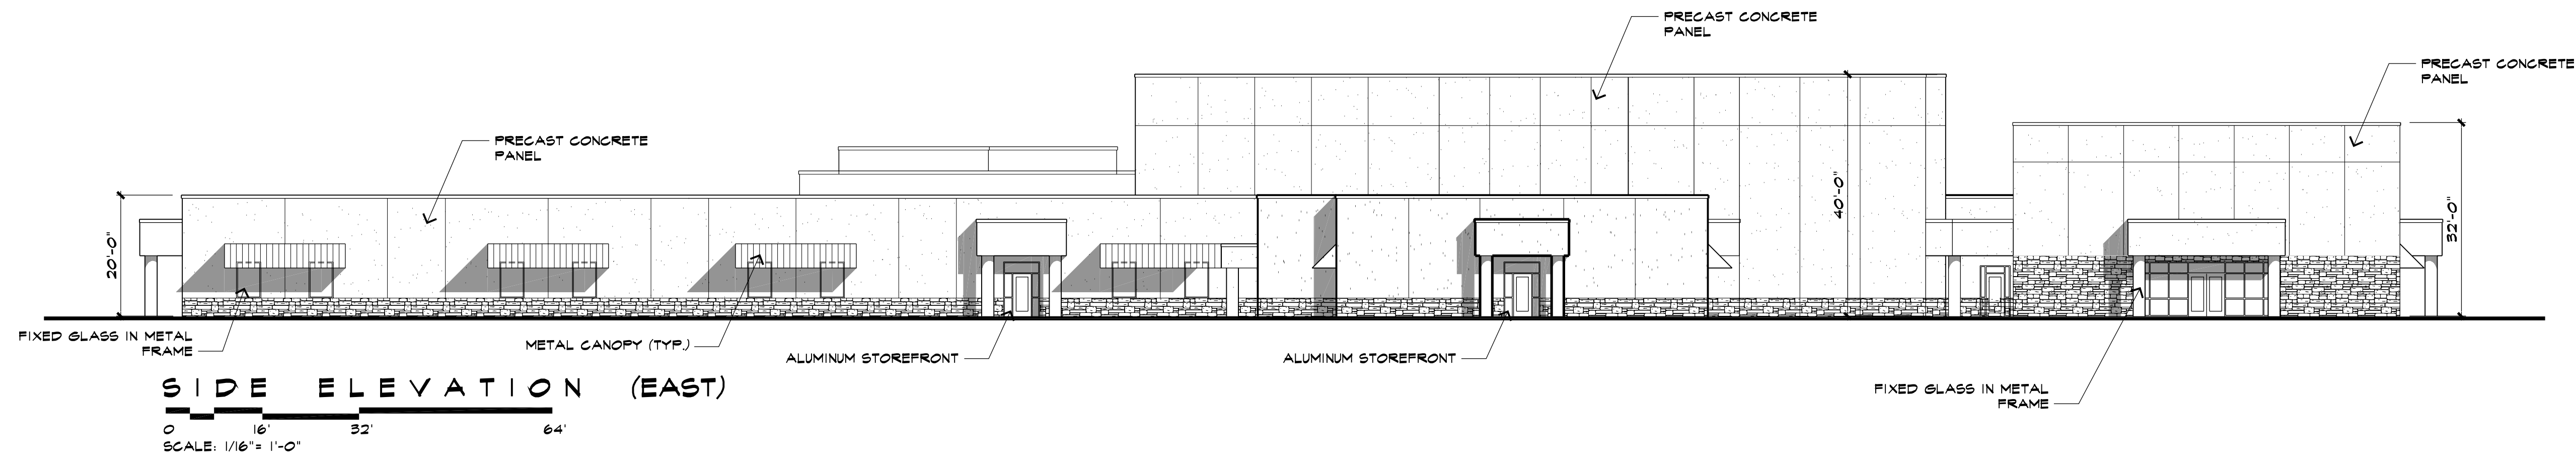 PRECAST CONCRETE
PANEL
PRECAST CONCRETE
PANEL
PRECAST CONCRETE
PANEL
20'-0"
40'-0"
32'-0"
FIXED GLASS IN METAL
FRAME
METAL CANOPY (TYP.)
ALUMINUM STOREFRONT
ALUMINUM STOREFRONT
FIXED GLASS IN METAL
FRAME
SIDE ELEVATION (EAST)
0 16' 32' 64'
SCALE: 1/16"= 1'-0"